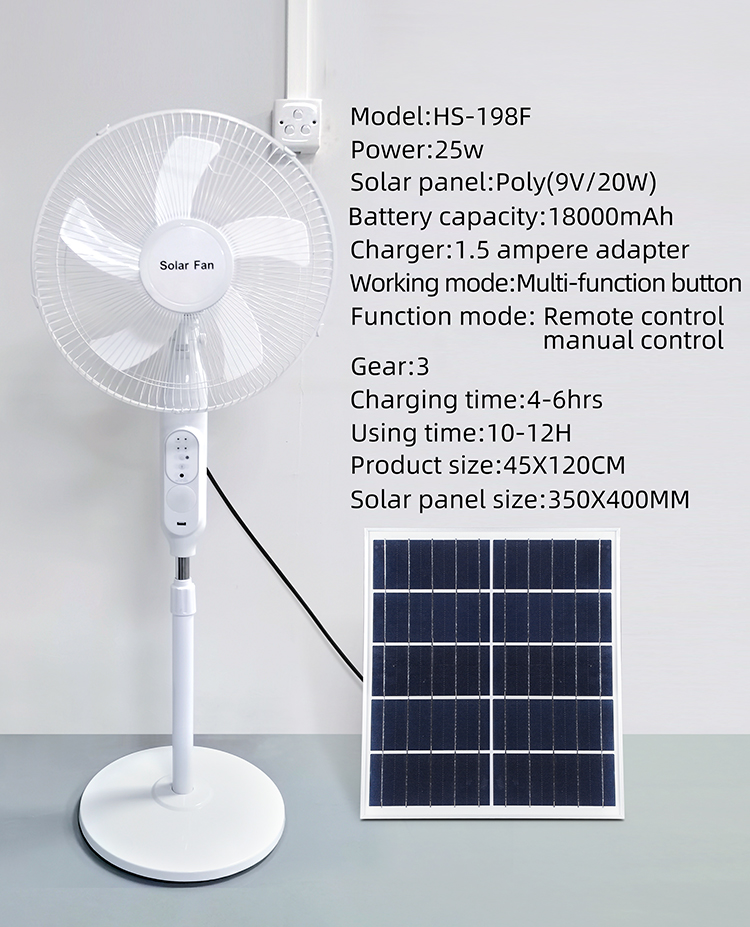 Solar Fan
Model:HS-198F
Power:25w
Solar panel:Poly(9V/20W)
Battery capacity:18000mAh
Charger:1.5 ampere adapter
Working mode:Multi-function button
Function mode: Remote control
manual control
Gear:3
Charging time:4-6hrs
Using time:10-12H
Product size:45X120CM
Solar panel size:350X400MM